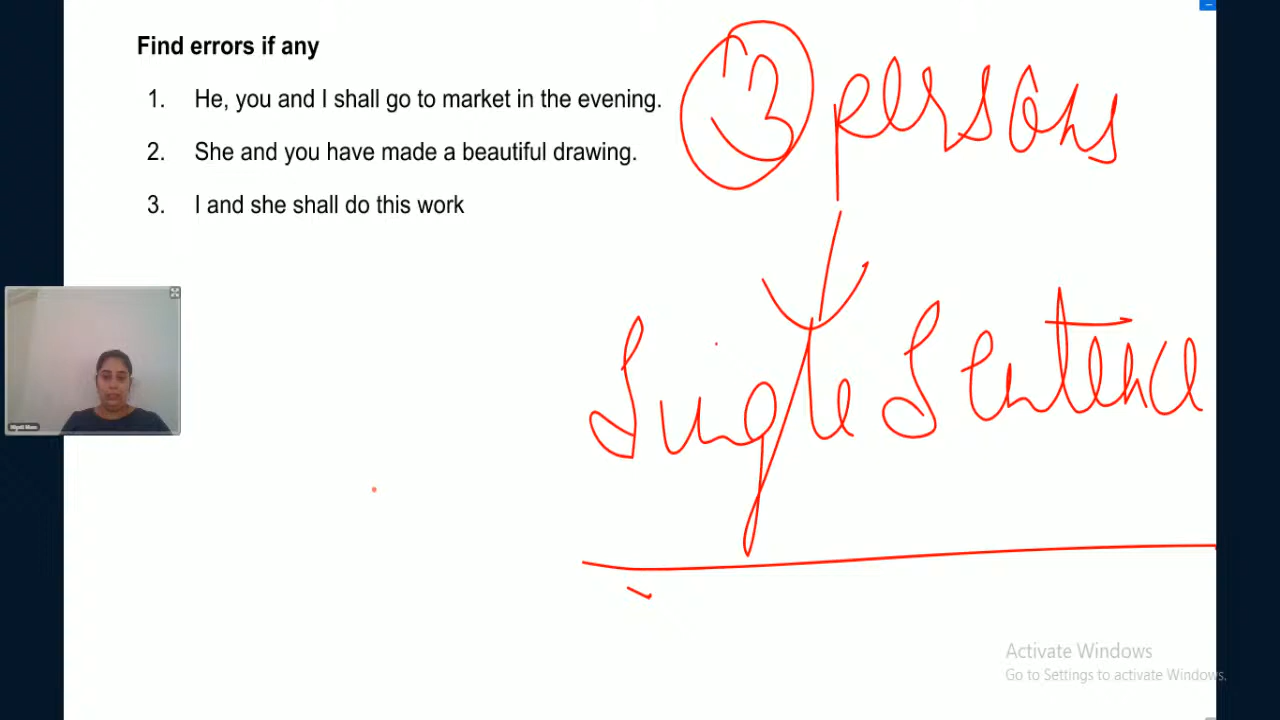 Find errors if any
1. He, you and I shall go to market in the evening.
2. She and you have made a beautiful drawing.
3. I and she shall do this work
3 persons
Single Sentence
Activate Windows
Go to Settings to activate Windows.